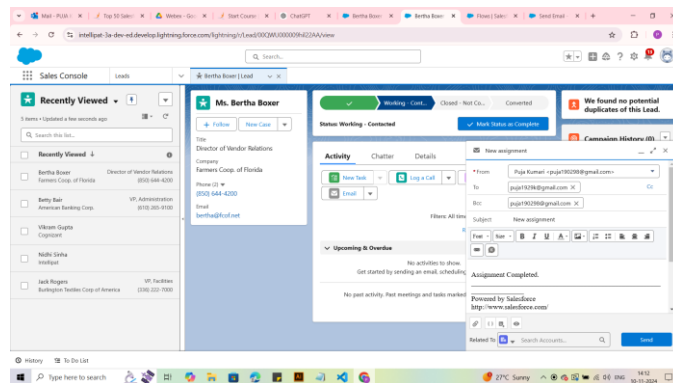 Mail - PUJA K
Top 50 Sales
Webex - Goo
Start Course
ChatGPT
Bertha Boxer
Bertha Boxer
Flows | Sales
Send Email
intellipat-3a-dev-ed.develop.lightning.force.com/lightning/r/Lead/00QWU000009h622AA/view
Search...
Sales Console
Leads
Bertha Boxer | Lead
Recently Viewed
5 items • Updated a few seconds ago
Search this list...
Recently Viewed ↓
Bertha Boxer
Director of Vendor Relations
Farmers Coop. of Florida
(850) 644-4200
Betty Bair
VP, Administration
American Banking Corp.
(610) 265-9100
Vikram Gupta
Cognizant
Nidhi Sinha
Intellipat
Jack Rogers
VP, Facilities
Burlington Textiles Corp of America
(336) 222-7000
Ms. Bertha Boxer
+ Follow
New Case
Title
Director of Vendor Relations
Company
Farmers Coop. of Florida
Phone (2)
(850) 644-4200
Email
bertha@fcof.net
Working - Cont...
Closed - Not Co...
Converted
Status: Working - Contacted
Mark Status as Complete
Activity
Chatter
Details
New Task
Log a Call
Email
Filters: All time
Upcoming & Overdue
No activities to show.
Get started by sending an email, scheduling
No past activity. Past meetings and tasks marked
We found no potential
duplicates of this Lead.
Campaign History (0)
New assignment
*From
Puja Kumari <puja190298@gmail.com>
To
puja19296@gmail.com
Cc
Bcc
puja190298@gmail.com
Subject
New assignment
Font
Size
B I U A
Assignment Completed.
Powered by Salesforce
http://www.salesforce.com/
Related To
Search Accounts...
Send
History
To Do List
Type here to search
27°C Sunny
ENG
14:12
10-11-2024